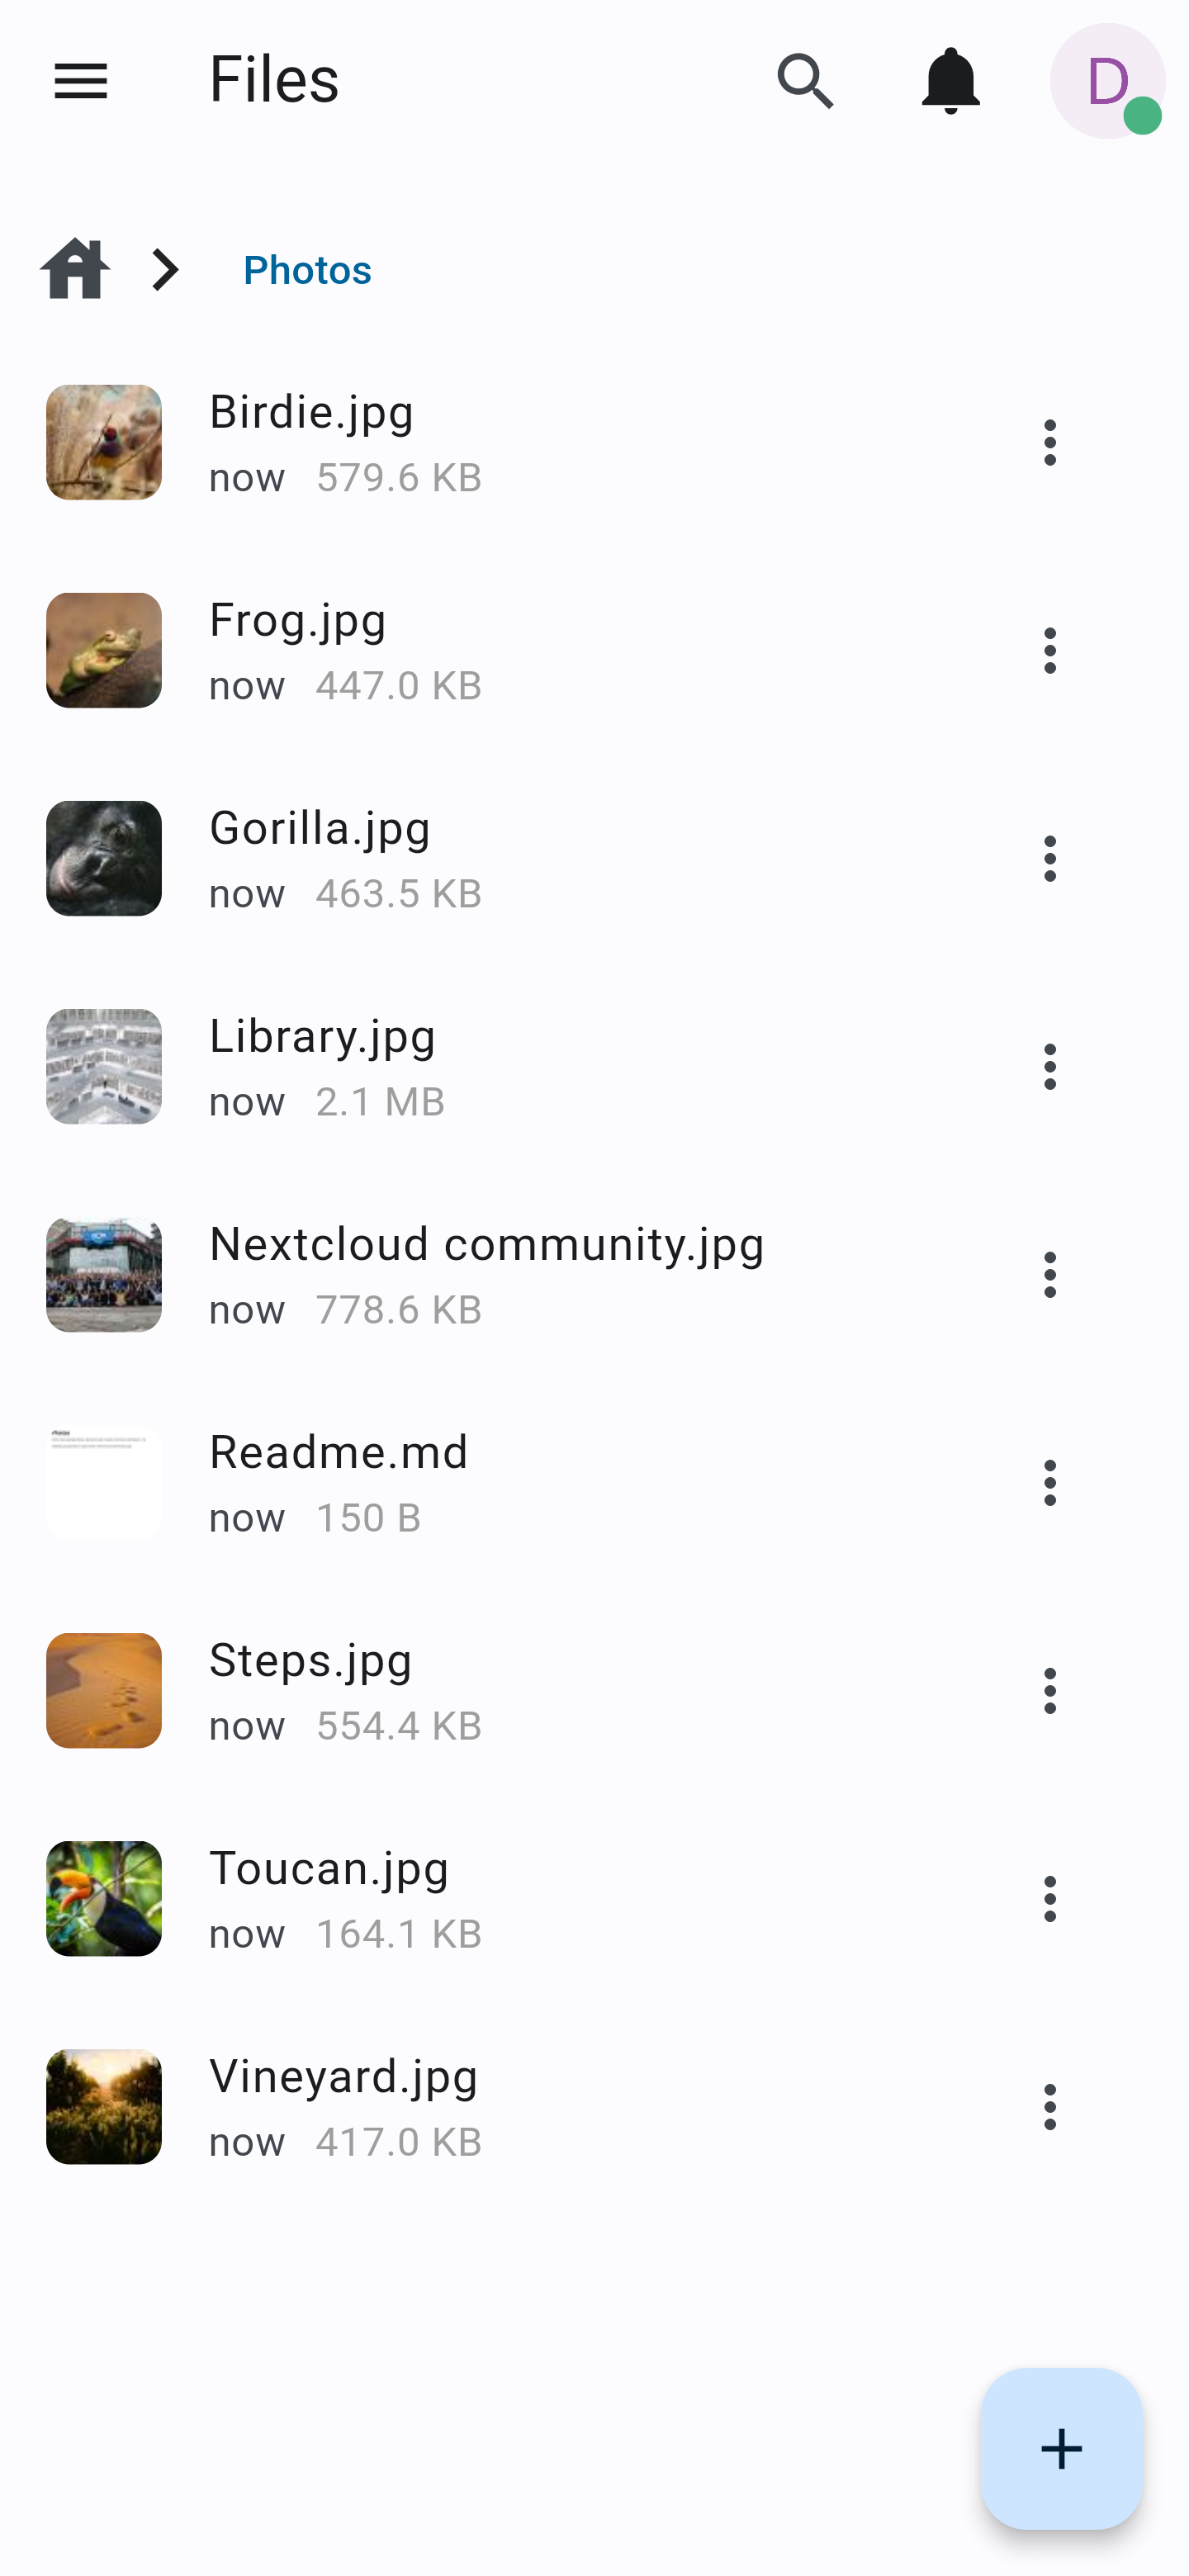 Files
D
Photos
Birdie.jpg
now 579.6 KB
Frog.jpg
now 447.0 KB
Gorilla.jpg
now 463.5 KB
Library.jpg
now 2.1 MB
Nextcloud community.jpg
now 778.6 KB
Readme.md
now 150 B
Steps.jpg
now 554.4 KB
Toucan.jpg
now 164.1 KB
Vineyard.jpg
now 417.0 KB